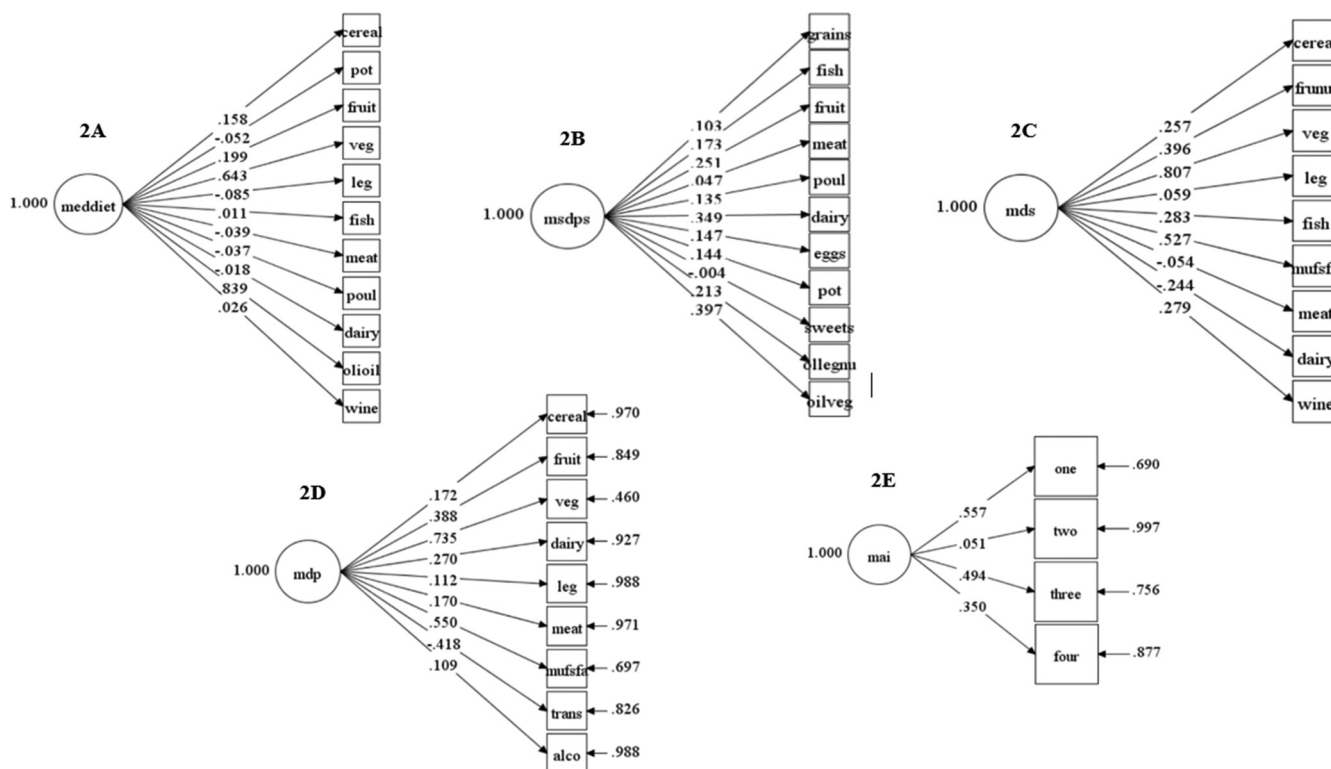 2A
1.000
meddiet
.158
-.052
.199
.643
-.085
.011
-.039
-.037
-.018
.839
.026
cereal
pot
fruit
veg
leg
fish
meat
poul
dairy
olioil
wine
2B
1.000
msdps
.103
.173
.251
.047
.135
.349
.147
.144
-.004
.213
.397
grains
fish
fruit
meat
poul
dairy
eggs
pot
sweets
ollegnu
oilveg
2C
1.000
mds
.257
.396
.807
.059
.283
.527
-.054
-.244
.279
cereal
frunu
veg
leg
fish
mufsf
meat
dairy
wine
2D
1.000
mdp
.172
.388
.735
.270
.112
.170
.550
-.418
.109
cereal .970
fruit .849
veg .460
dairy .927
leg .988
meat .971
mufsfa .697
trans .826
alco .988
2E
1.000
mai
.557
.051
.494
.350
one .690
two .997
three .756
four .877